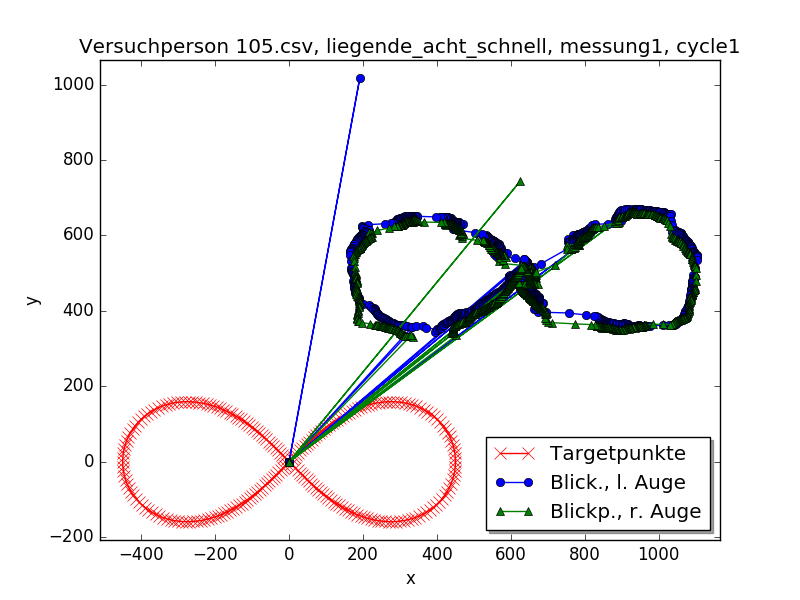 Versuchperson 105.csv, liegende_acht_schnell, messung1, cycle1
1000
800
600
400
200
0
−200
y
Targetpunkte
Blick., l. Auge
Blickp., r. Auge
−400 −200 0 200 400 600 800 1000
x